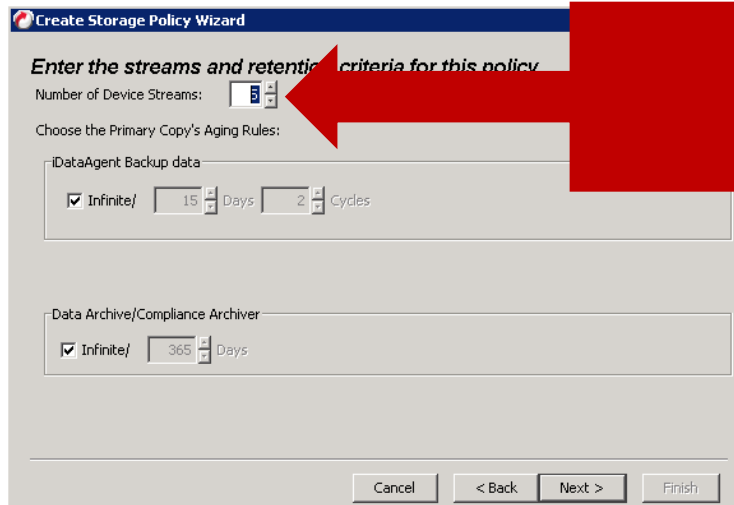 Create Storage Policy Wizard
Enter the streams and retention criteria for this policy
Number of Device Streams: 5
Choose the Primary Copy's Aging Rules:
iDataAgent Backup data
Infinite/ 15 Days 2 Cycles
Data Archive/Compliance Archiver
Infinite/ 365 Days
Cancel < Back Next > Finish